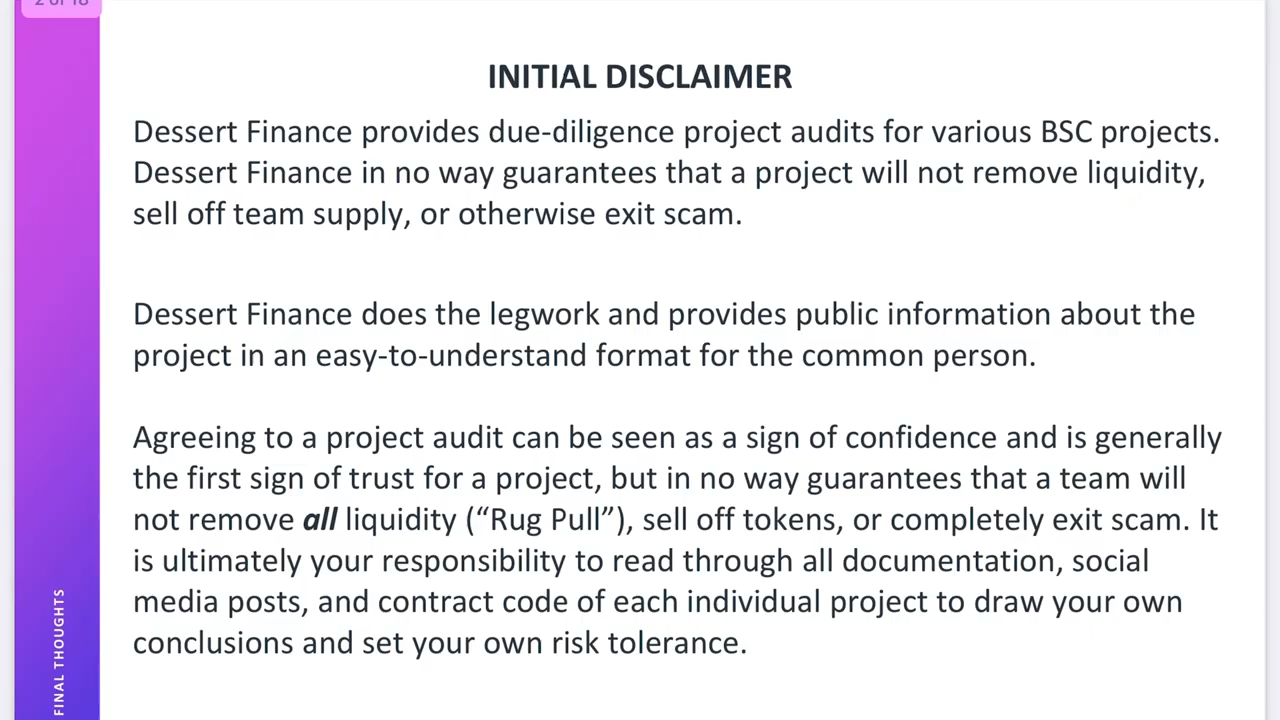 2 of 18
INITIAL DISCLAIMER
Dessert Finance provides due-diligence project audits for various BSC projects.
Dessert Finance in no way guarantees that a project will not remove liquidity,
sell off team supply, or otherwise exit scam.
Dessert Finance does the legwork and provides public information about the
project in an easy-to-understand format for the common person.
Agreeing to a project audit can be seen as a sign of confidence and is generally
the first sign of trust for a project, but in no way guarantees that a team will
not remove all liquidity (“Rug Pull”), sell off tokens, or completely exit scam. It
is ultimately your responsibility to read through all documentation, social
media posts, and contract code of each individual project to draw your own
conclusions and set your own risk tolerance.
FINAL THOUGHTS